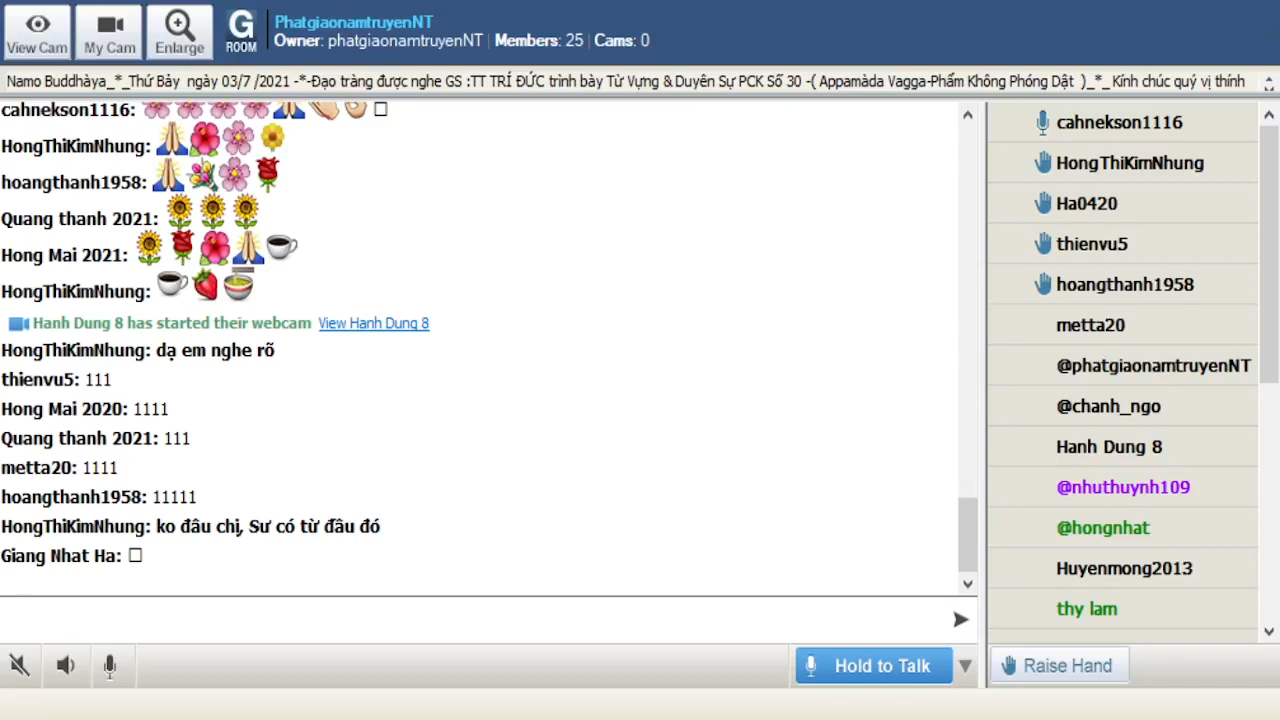 View Cam
My Cam
Enlarge
G
ROOM
PhatgiaonamtruyenNT
Owner: phatgiaonamtruyenNT | Members: 25 | Cams: 0
Namo Buddhàya_*_Thứ Bảy ngày 03/7 /2021 -*-Đạo tràng được nghe GS :TT TRÍ ĐỨC trình bày Từ Vựng & Duyên Sự PCK Số 30 -( Appamàda Vagga-Phẩm Không Phóng Dật )_*_ Kính chúc quý vị thính
cahnekson1116:
HongThiKimNhung:
hoangthanh1958:
Quang thanh 2021:
Hong Mai 2021:
HongThiKimNhung:
Hanh Dung 8 has started their webcam View Hanh Dung 8
HongThiKimNhung: dạ em nghe rõ
thienvu5: 111
Hong Mai 2020: 1111
Quang thanh 2021: 111
metta20: 1111
hoangthanh1958: 11111
HongThiKimNhung: ko đâu chị, Sư có từ đầu đó
Giang Nhat Ha:
cahnekson1116
HongThiKimNhung
Ha0420
thienvu5
hoangthanh1958
metta20
@phatgiaonamtruyenNT
@chanh_ngo
Hanh Dung 8
@nhuthuynh109
@hongnhat
Huyenmong2013
thy lam
Hold to Talk
Raise Hand